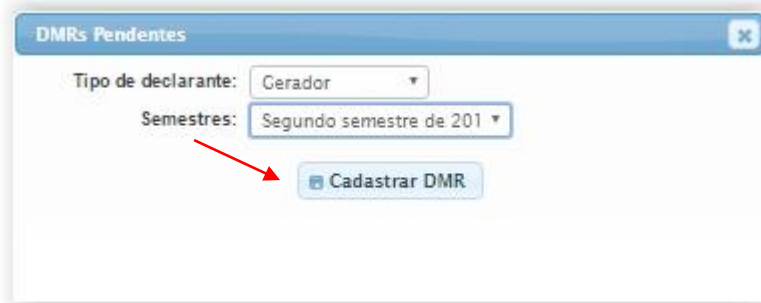 DMRs Pendentes
Tipo de declarante: Gerador
Semestres: Segundo semestre de 201
Cadastrar DMR